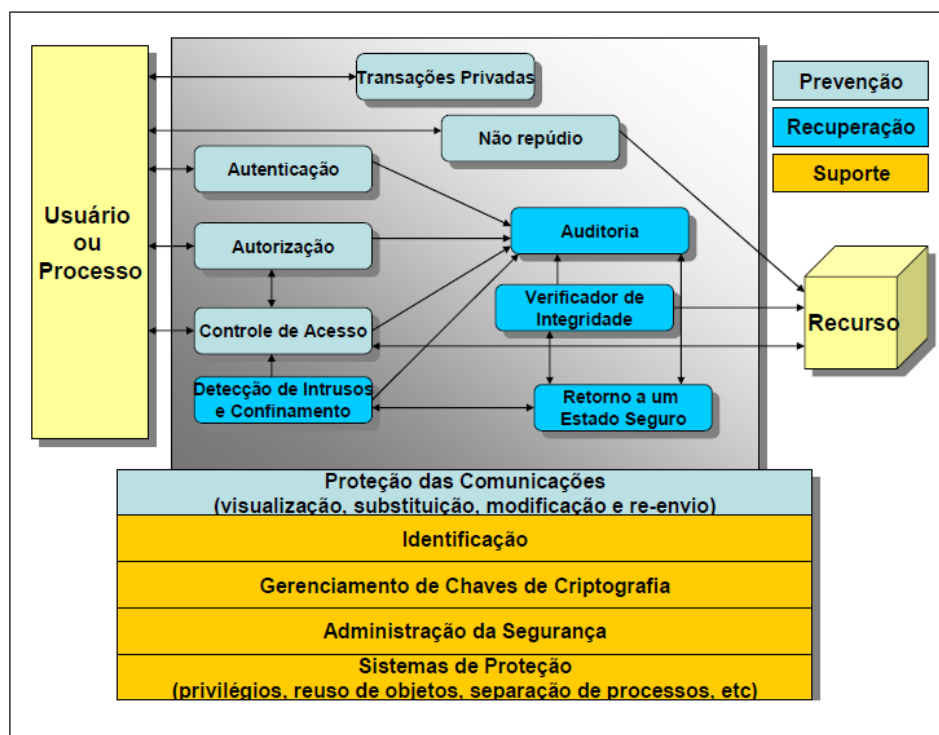 Transações Privadas
Prevenção
Não repúdio
Recuperação
Autenticação
Suporte
Usuário
ou
Processo
Autorização
Auditoria
Verificador de
Integridade
Controle de Acesso
Recurso
Detecção de Intrusos
e Confinamento
Retorno a um
Estado Seguro
Proteção das Comunicações
(visualização, substituição, modificação e re-envio)
Identificação
Gerenciamento de Chaves de Criptografia
Administração da Segurança
Sistemas de Proteção
(privilégios, reuso de objetos, separação de processos, etc)